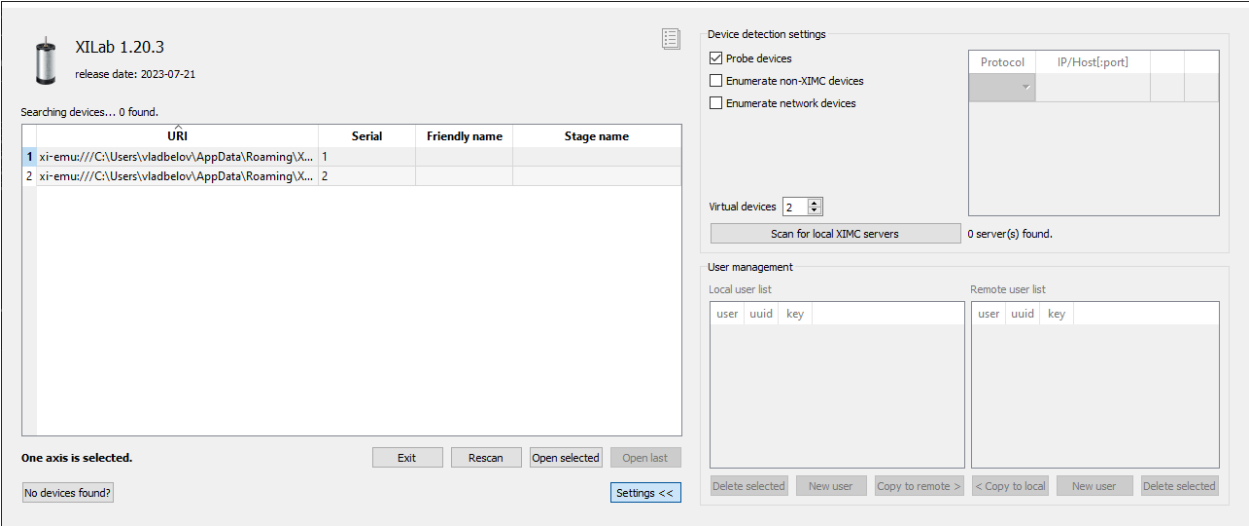 XILab 1.20.3
release date: 2023-07-21
Searching devices... 0 found.
URI Serial Friendly name Stage name
1 xi-emu:///C:\Users\vladbelov\AppData\Roaming\X... 1
2 xi-emu:///C:\Users\vladbelov\AppData\Roaming\X... 2
One axis is selected.
Exit Rescan Open selected Open last
No devices found? Settings <<
Device detection settings
Probe devices
Enumerate non-XIMC devices
Enumerate network devices
Protocol IP/Host[:port]
Virtual devices 2
Scan for local XIMC servers 0 server(s) found.
User management
Local user list Remote user list
user uuid key user uuid key
Delete selected New user Copy to remote > < Copy to local New user Delete selected